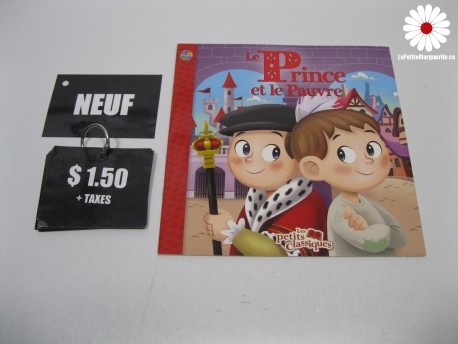 LaPetiteMarguerite.ca
NEUF
$ 1.50
+ TAXES
Le Prince
et le Pauvre
Les
petits
Classiques